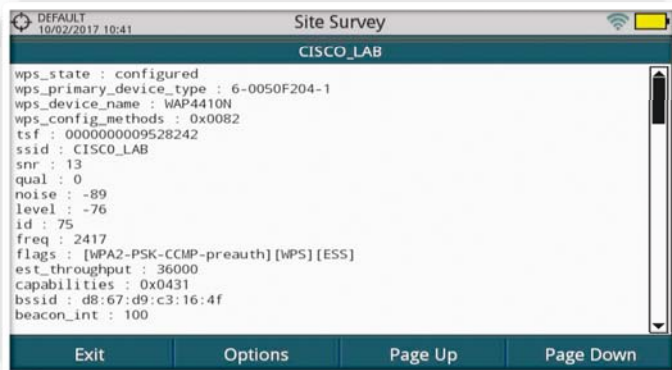 DEFAULT
10/02/2017 10:41
Site Survey
CISCO_LAB
wps_state : configured
wps_primary_device_type : 6-0050F204-1
wps_device_name : WAP4410N
wps_config_methods : 0x0082
tsf : 0000000009528242
ssid : CISCO_LAB
snr : 13
qual : 0
noise : -89
level : -76
id : 75
freq : 2417
flags : [WPA2-PSK-CCMP-preauth][WPS][ESS]
est_throughput : 36000
capabilities : 0x0431
bssid : d8:67:d9:c3:16:4f
beacon_int : 100
Exit
Options
Page Up
Page Down